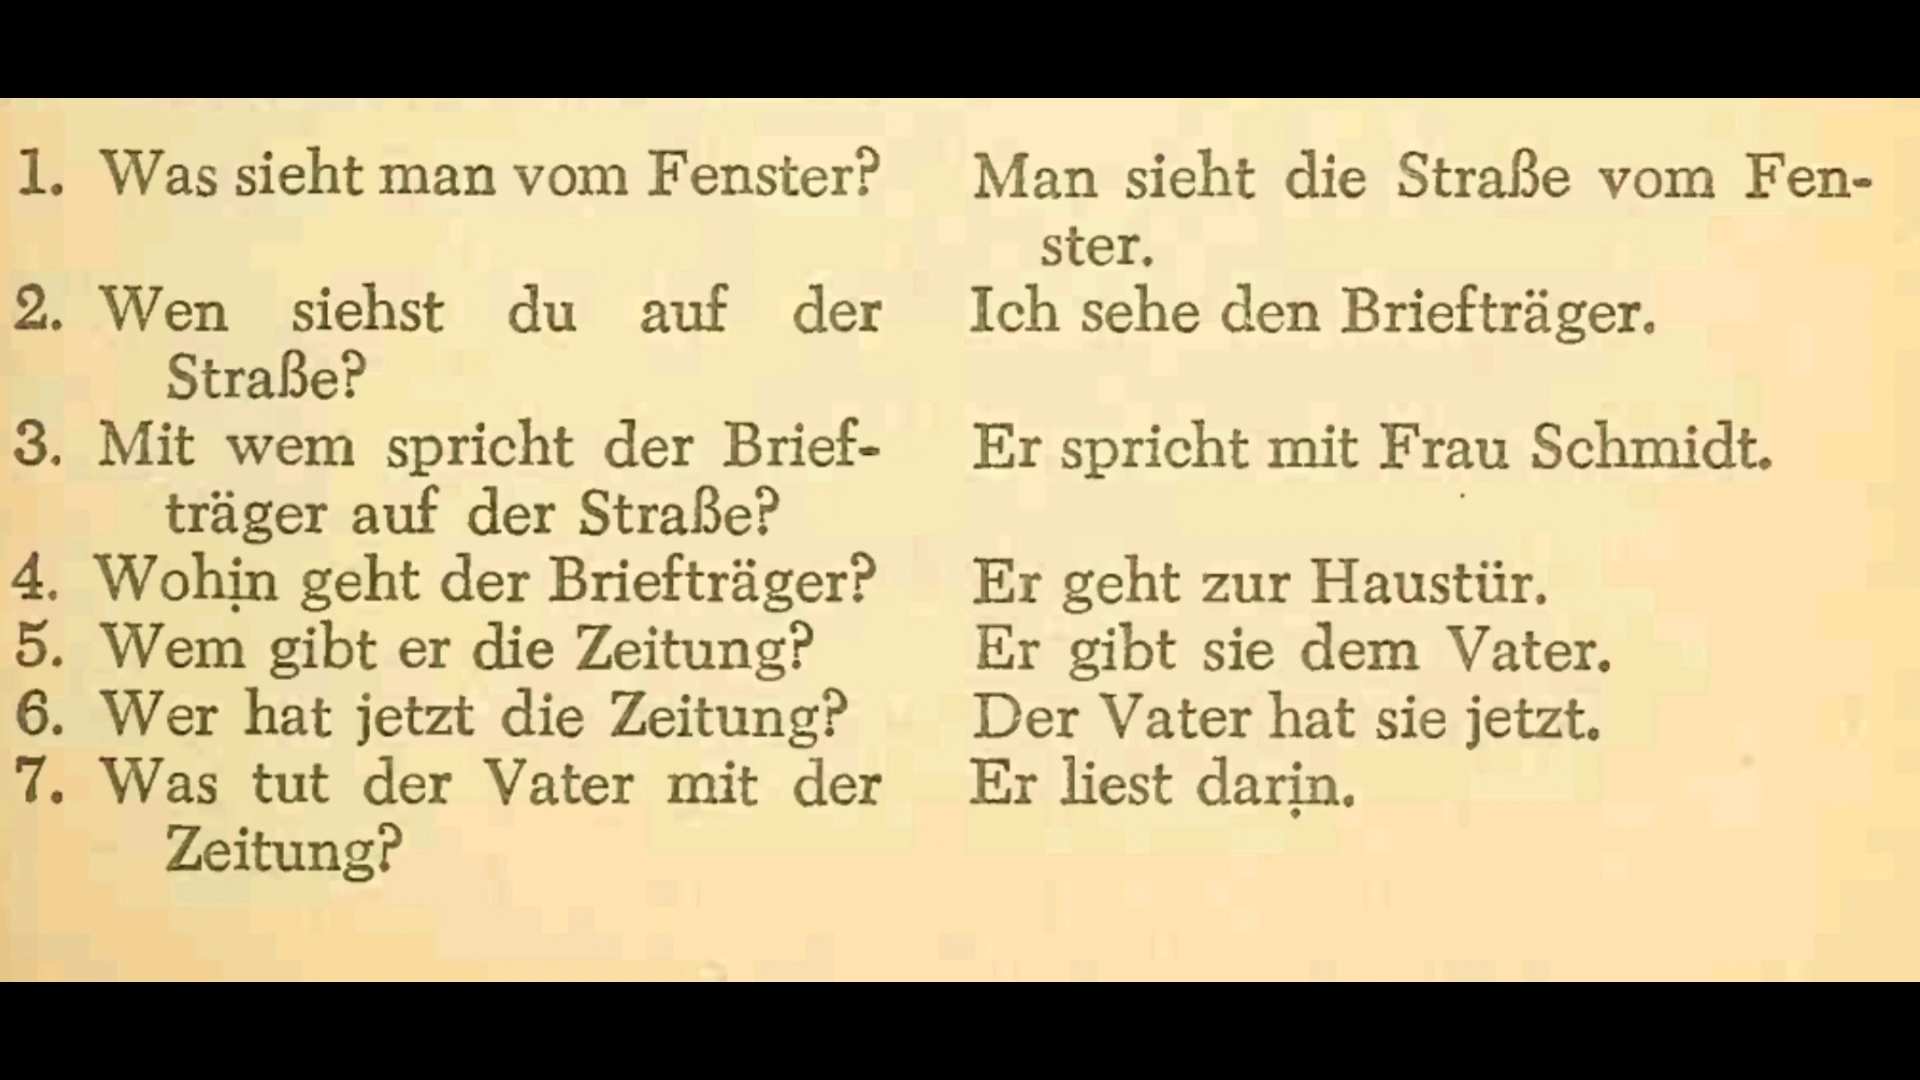 1. Was sieht man vom Fenster?
Man sieht die Straße vom Fen-
ster.
2. Wen siehst du auf der
Straße?
Ich sehe den Briefträger.
3. Mit wem spricht der Brief-
träger auf der Straße?
Er spricht mit Frau Schmidt.
4. Wohịn geht der Briefträger?
Er geht zur Haustür.
5. Wem gibt er die Zeitung?
Er gibt sie dem Vater.
6. Wer hat jetzt die Zeitung?
Der Vater hat sie jetzt.
7. Was tut der Vater mit der
Zeitung?
Er liest darịn.